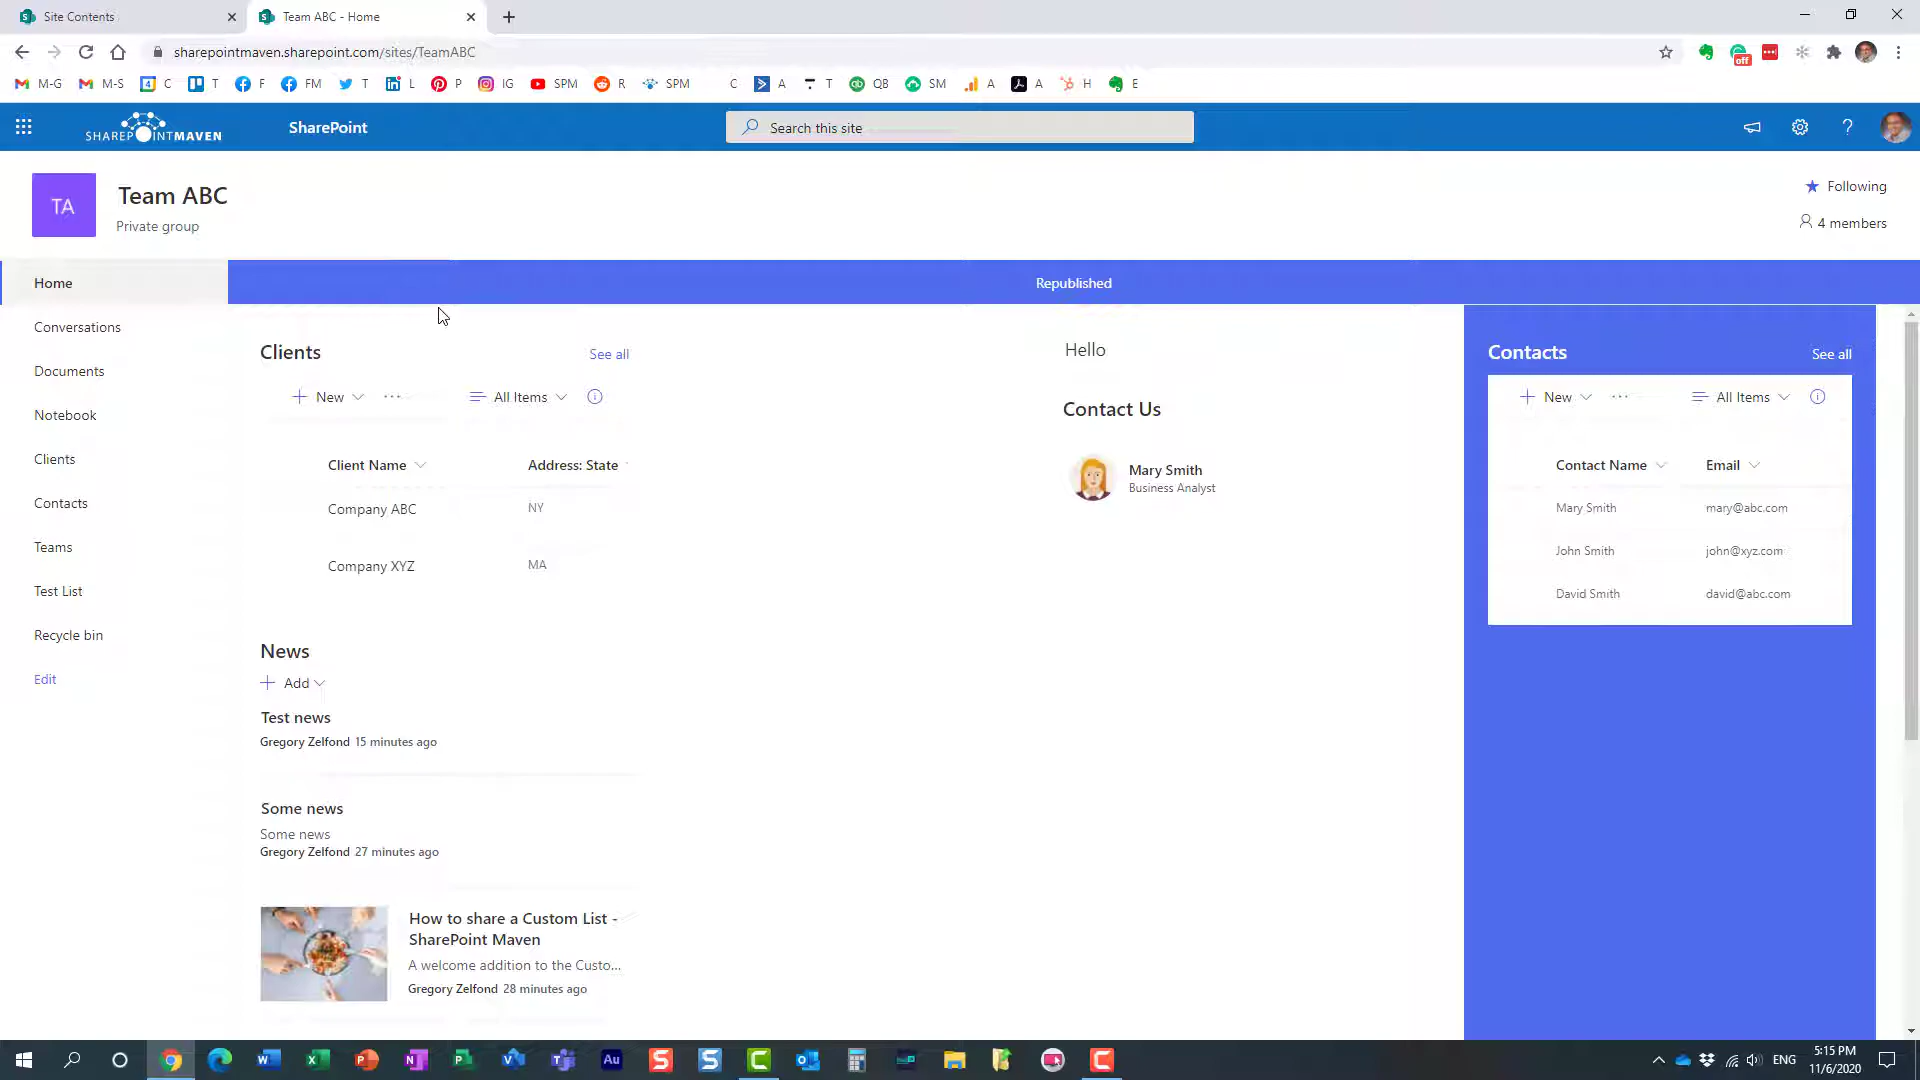 Site Contents
Team ABC - Home
sharepointmaven.sharepoint.com/sites/TeamABC
off
M-G M-S C T F FM T L P IG SPM R SPM C A T QB SM A A H E
SHAREPOINTMAVEN
SharePoint
Search this site
?
TA
Team ABC
Private group
Following
4 members
Home
Conversations
Documents
Notebook
Clients
Contacts
Teams
Test List
Recycle bin
Edit
Republished
Clients
See all
New
All Items
Client Name
Address: State
Company ABC NY
Company XYZ MA
News
Add
Test news
Gregory Zelfond 15 minutes ago
Some news
Some news
Gregory Zelfond 27 minutes ago
How to share a Custom List -
SharePoint Maven
A welcome addition to the Custo...
Gregory Zelfond 28 minutes ago
Hello
Contact Us
Mary Smith
Business Analyst
Contacts
See all
New
All Items
Contact Name
Email
Mary Smith mary@abc.com
John Smith john@xyz.com
David Smith david@abc.com
ENG
5:15 PM
11/6/2020